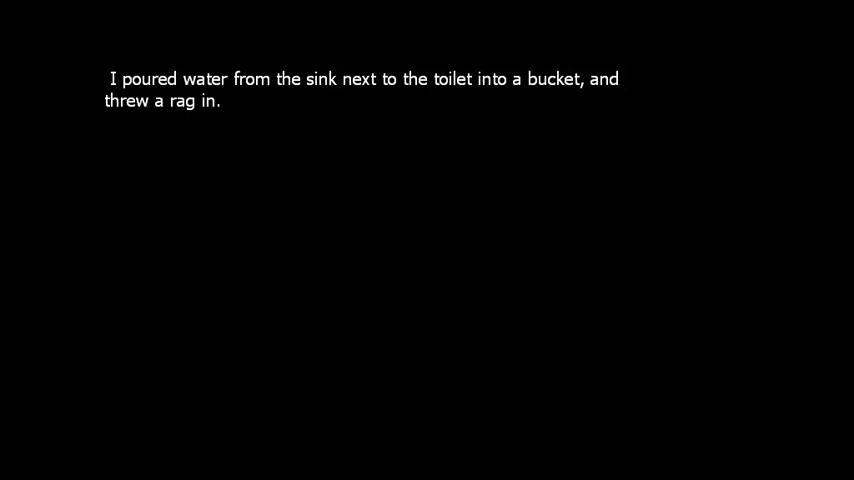 I poured water from the sink next to the toilet into a bucket, and
threw a rag in.